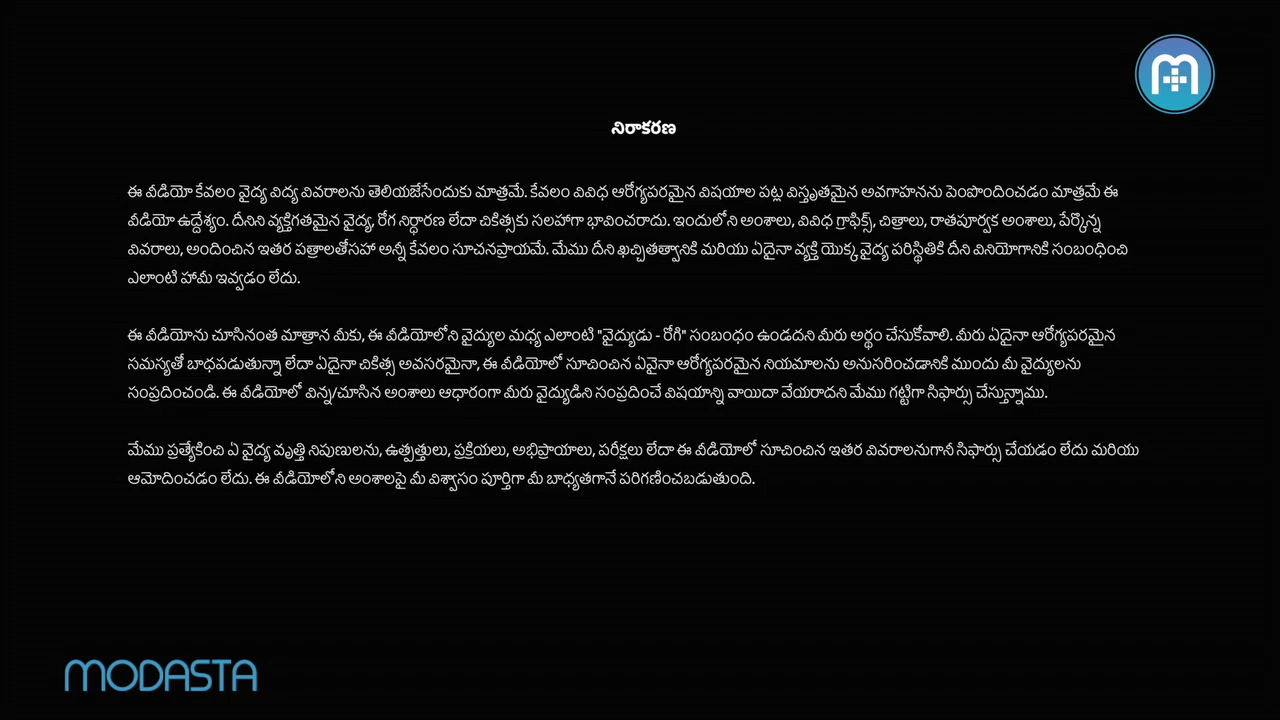 నిరాకరణ
ఈ వీడియో కేవలం వైద్య విద్య వివరాలను తెలియజేసేందుకు మాత్రమే. కేవలం వివిధ ఆరోగ్యపరమైన విషయాల పట్ల విస్తృతమైన అవగాహనను పెంపొందించడం మాత్రమే ఈ
వీడియో ఉద్దేశ్యం. దీనిని వ్యక్తిగతమైన వైద్య, రోగ నిర్ధారణ లేదా చికిత్సకు సలహాగా భావించరాదు. ఇందులోని అంశాలు, వివిధ గ్రాఫిక్స్, చిత్రాలు, రాతపూర్వక అంశాలు, పేర్కొన్న
వివరాలు, అందించిన ఇతర పత్రాలతోసహా అన్నీ కేవలం సూచనప్రాయమే. మేము దీని ఖచ్చితత్వానికి మరియు ఏదైనా వ్యక్తి యొక్క వైద్య పరిస్థితికి దీని వినియోగానికి సంబంధించి
ఎలాంటి హామీ ఇవ్వడం లేదు.
ఈ వీడియోను చూసినంత మాత్రాన మీకు, ఈ వీడియోలోని వైద్యుల మధ్య ఎలాంటి "వైద్యుడు - రోగి" సంబంధం ఉండదని మీరు అర్థం చేసుకోవాలి. మీరు ఏదైనా ఆరోగ్యపరమైన
సమస్యతో బాధపడుతున్నా లేదా ఏదైనా చికిత్స అవసరమైనా, ఈ వీడియోలో సూచించిన ఏవైనా ఆరోగ్యపరమైన నియమాలను అనుసరించడానికి ముందు మీ వైద్యులను
సంప్రదించండి. ఈ వీడియోలో విన్న/చూసిన అంశాలు ఆధారంగా మీరు వైద్యుడిని సంప్రదించే విషయాన్ని వాయిదా వేయరాదని మేము గట్టిగా సిఫార్సు చేస్తున్నాము.
మేము ప్రత్యేకించి ఏ వైద్య వృత్తి నిపుణులను, ఉత్పత్తులు, ప్రక్రియలు, అభిప్రాయాలు, పరీక్షలు లేదా ఈ వీడియోలో సూచించిన ఇతర వివరాలనుగానీ సిఫార్సు చేయడం లేదు మరియు
ఆమోదించడం లేదు. ఈ వీడియోలోని అంశాలపై మీ విశ్వాసం పూర్తిగా మీ బాధ్యతగానే పరిగణించబడుతుంది.
MODASTA